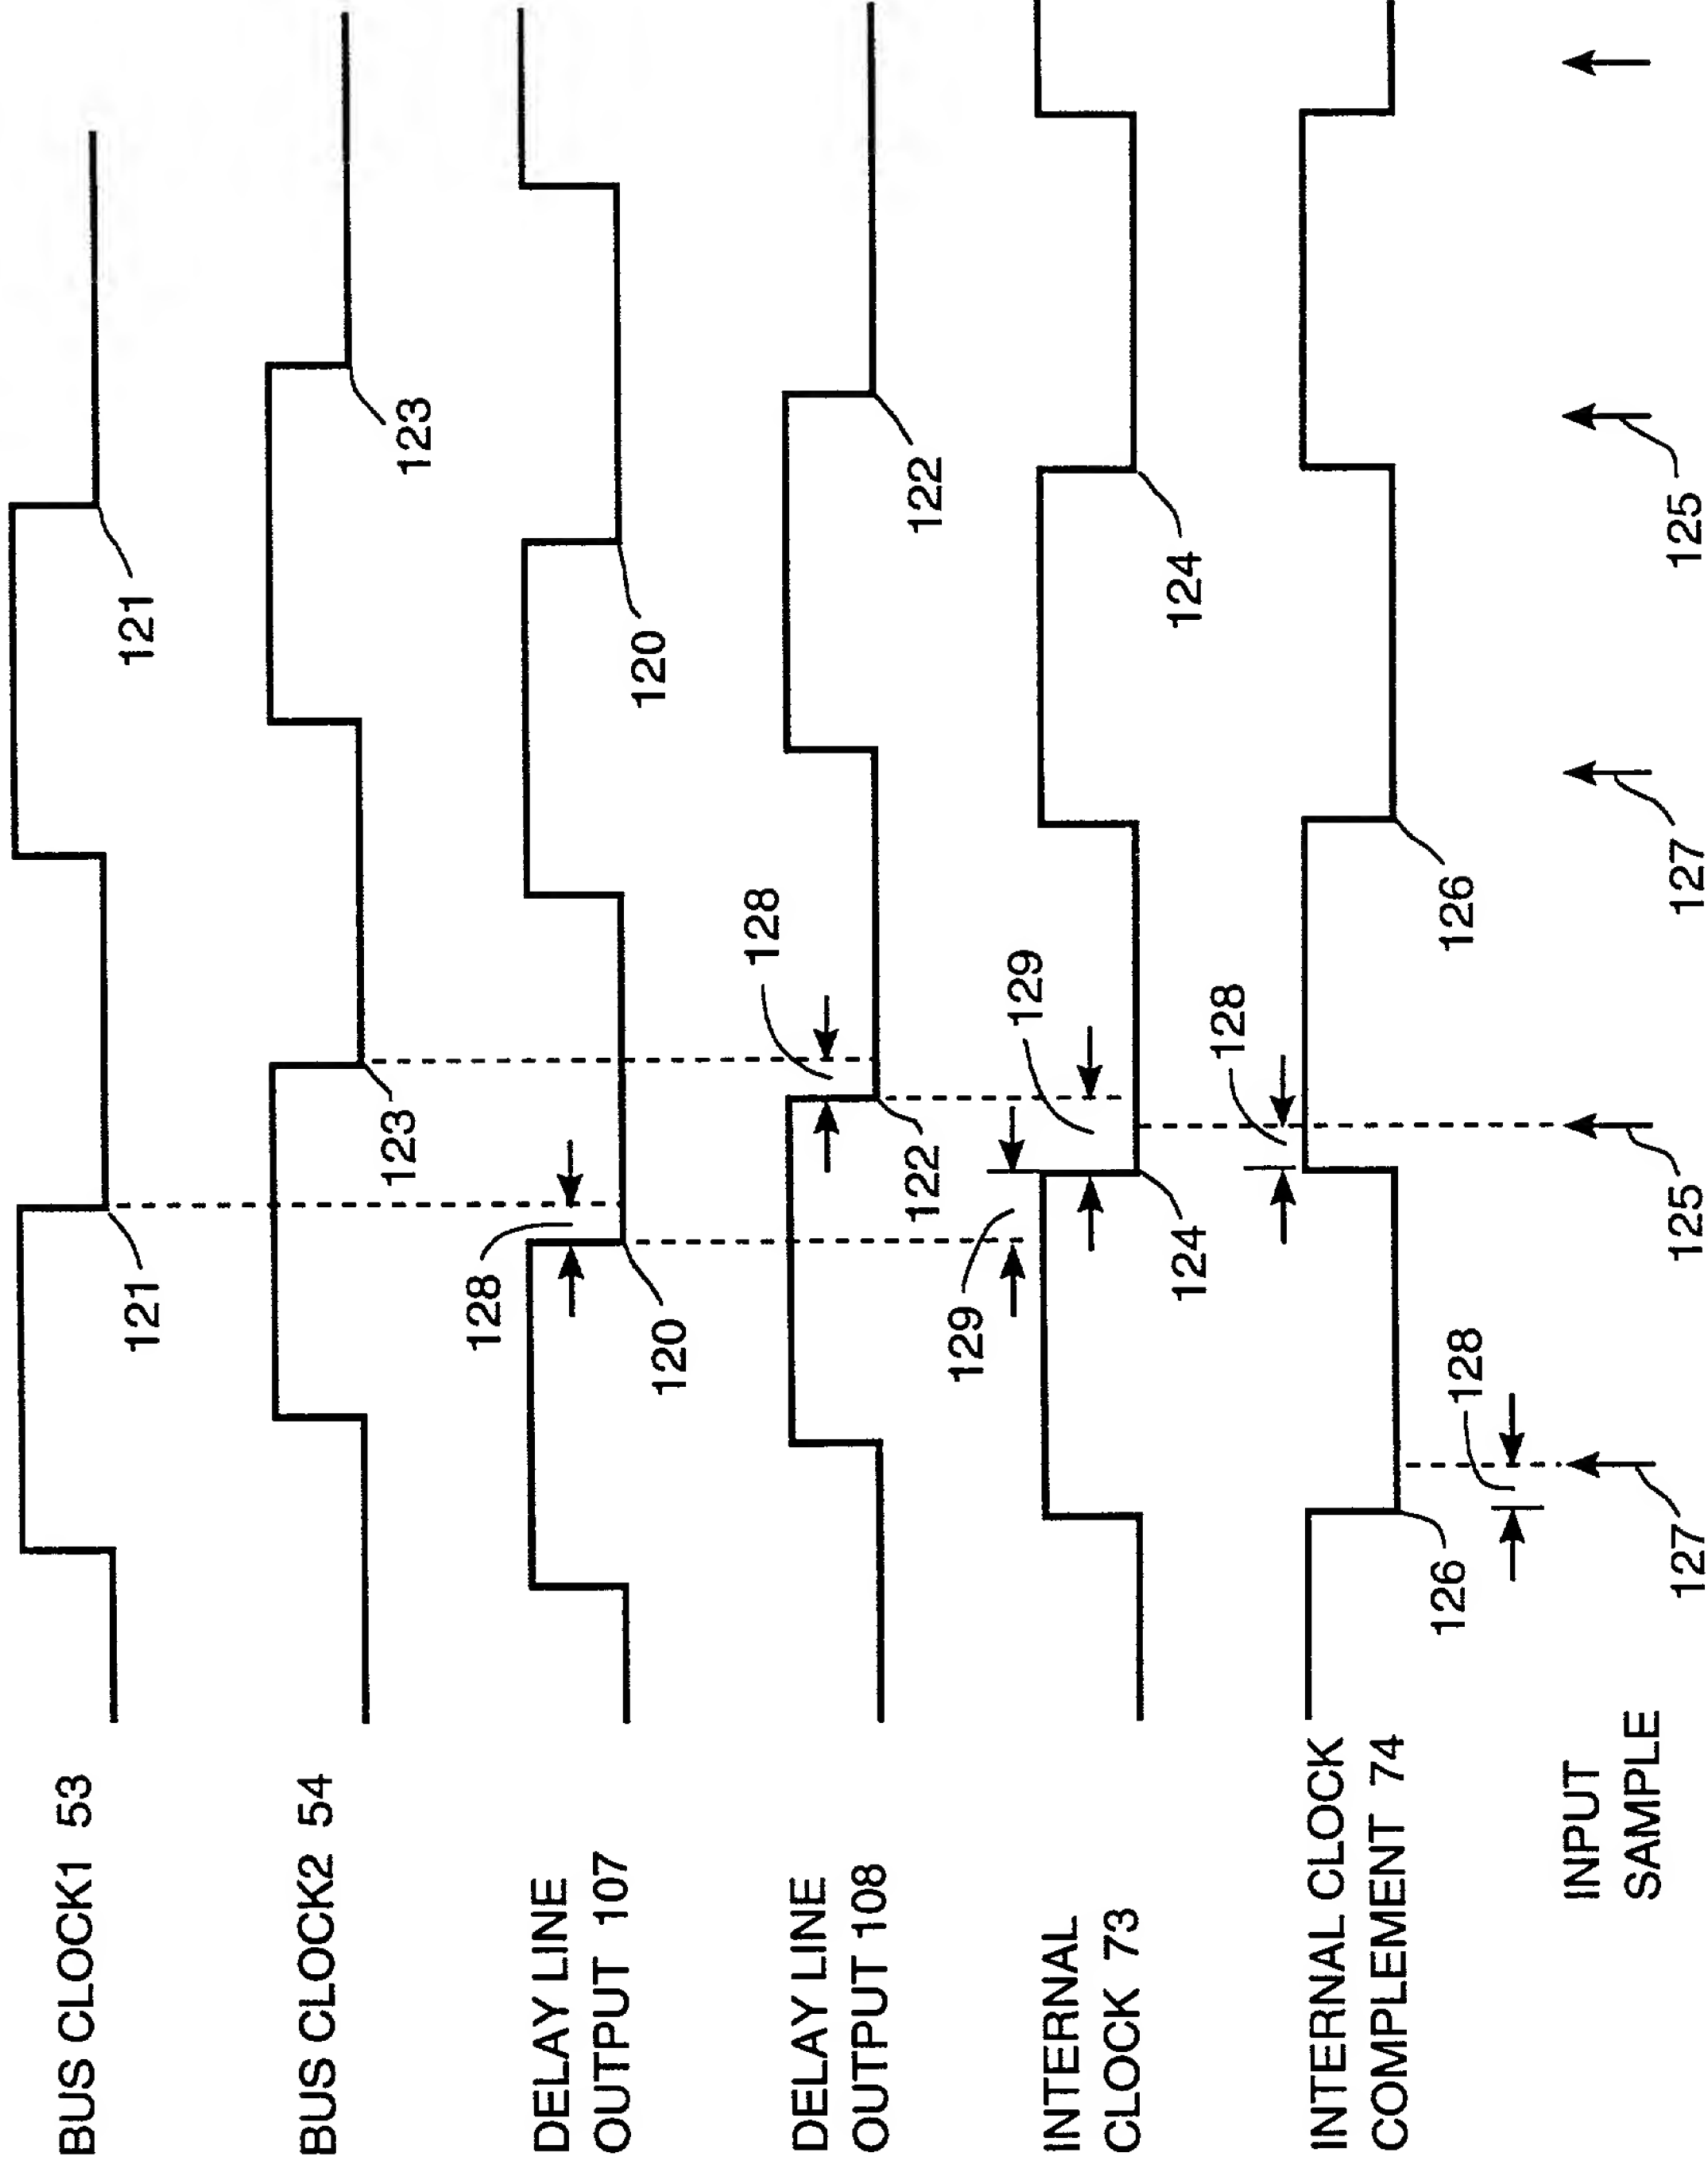 BUS CLOCK1 53
121
121
BUS CLOCK2 54
123
123
DELAY LINE
OUTPUT 107
128
120
120
DELAY LINE
OUTPUT 108
128
122
122
INTERNAL
CLOCK 73
129
129
124
124
INTERNAL CLOCK
COMPLEMENT 74
128
126
126
128
INPUT
SAMPLE
127
125
127
125